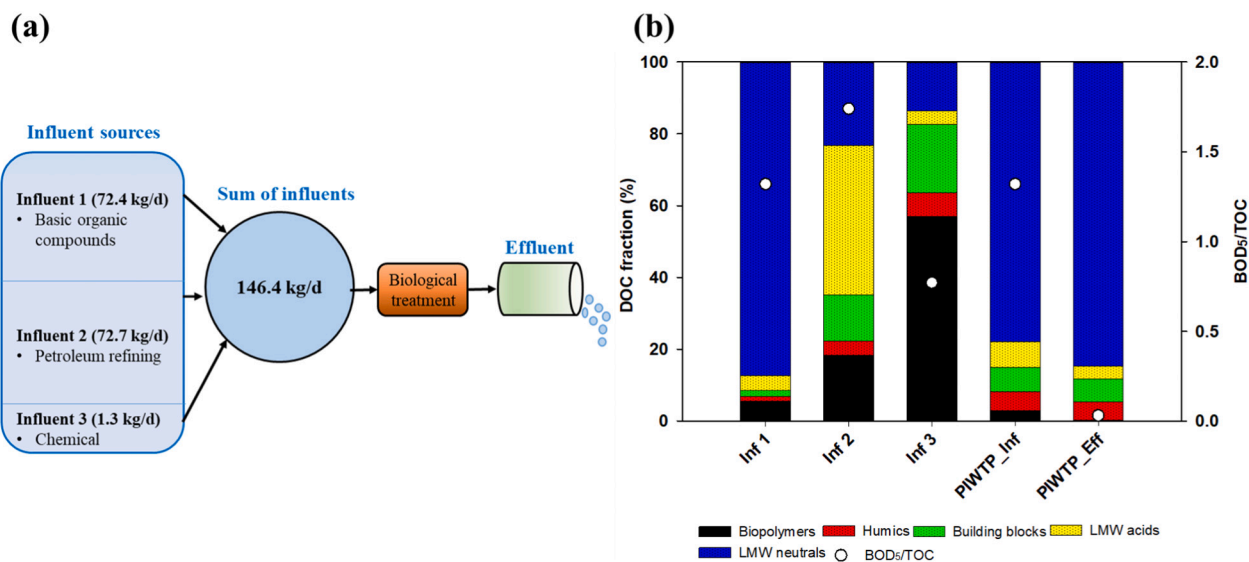 (a)
Influent sources
Influent 1 (72.4 kg/d)
• Basic organic
compounds
Influent 2 (72.7 kg/d)
• Petroleum refining
Influent 3 (1.3 kg/d)
• Chemical
Sum of influents
146.4 kg/d
Biological
treatment
Effluent
(b)
DOC fraction (%)
100
80
60
40
20
0
2.0
1.5
1.0
0.5
0.0
BOD₅/TOC
Inf 1
Inf 2
Inf 3
PIWTP_Inf
PIWTP_Eff
Biopolymers
Humics
Building blocks
LMW acids
LMW neutrals
BOD₅/TOC